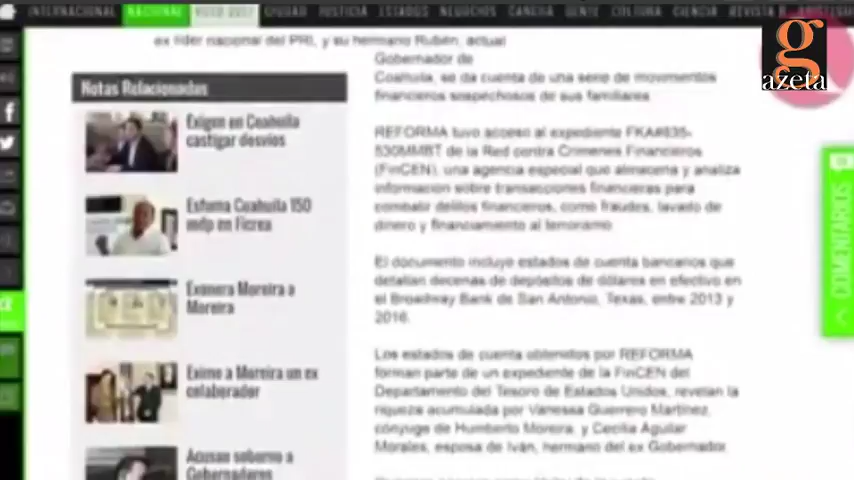 INTERNACIONAL NACIONAL CIUDAD JUSTICIA ESTADOS NEGOCIOS CANCHA GENTE CULTURA CIENCIA REVISTA R
ex líder nacional del PRI, y su hermano Rubén, actual
Gobernador de
Coahuila, se da cuenta de una serie de movimentos
financieros sospechosos de sus familiares
REFORMA tuvo acceso al expediente FKA#635-
530MMBT de la Red contra Crímenes Financieros
(FinCEN), una agencia especial que almacena y analiza
información sobre transacciones financieras para
combatir delitos financieros, como fraudes, lavado de
dinero y financiamiento al terrorismo
El documento incluye estados de cuenta bancarios que
detallan decenas de depósitos de dólares en efectivo en
el Broadway Bank de San Antonio, Texas, entre 2013 y
2016.
Los estados de cuenta obtenidos por REFORMA
forman parte de un expediente de la FinCEN del
Departamento del Tesoro de Estados Unidos, revelan la
riqueza acumulada por Vanessa Guerrero Martínez,
cónyuge de Humberto Moreira, y Cecilia Aguilar
Morales, esposa de Iván, hermano del ex Gobernador
Notas Relacionadas
Exigen en Coahuila
castigar desvíos
Esfuma Coahuila 150
mdp en Ficrea
Exonera Moreira a
Moreira
Exime a Moreira un ex
colaborador
Acusan soborno a
Gobernadores
COMENTARIOS
g
azeta